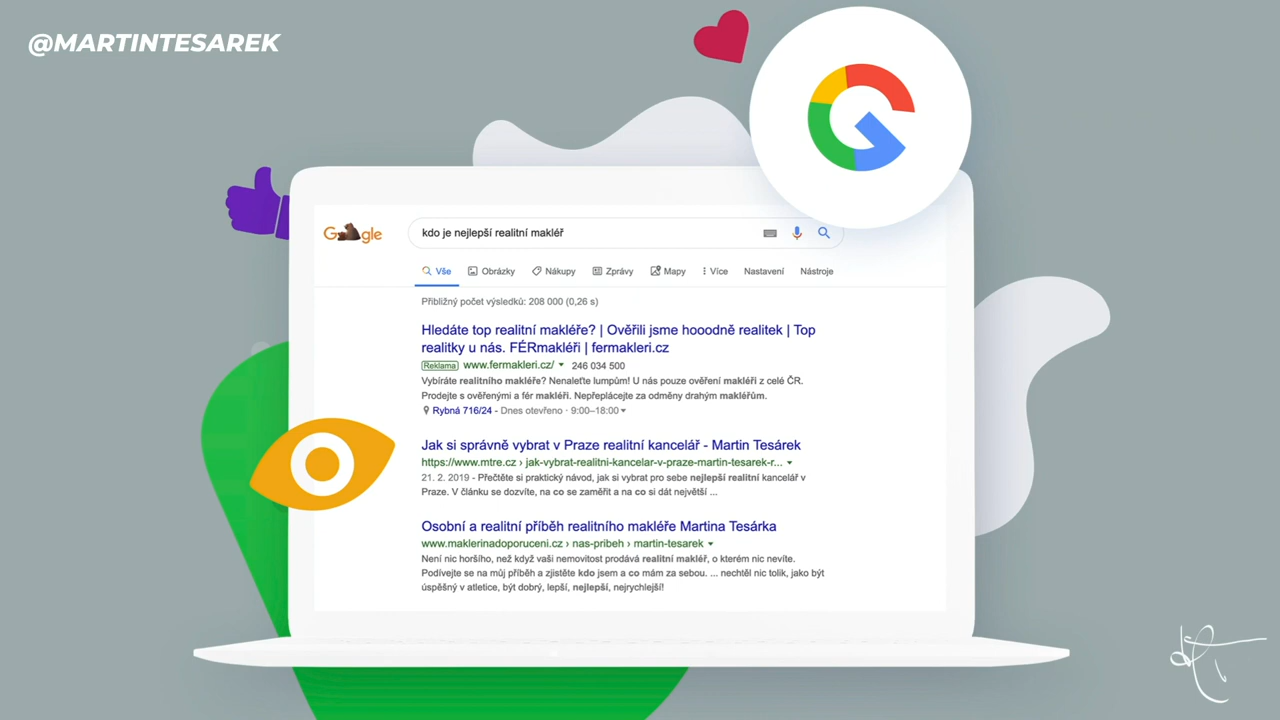 @MARTINTESAREK
Google
kdo je nejlepší realitní makléř
Vše Obrázky Nákupy Zprávy Mapy Více Nastavení Nástroje
Přibližný počet výsledků: 208 000 (0,26 s)
Hledáte top realitní makléře? | Ověřili jsme hooodně realitek | Top
realitky u nás. FÉRmakléři | fermakleri.cz
Reklama www.fermakleri.cz/ 246 034 500
Vybíráte realitního makléře? Nenaleťte lumpům! U nás pouze ověření makléři z celé ČR.
Prodejte s ověřenými a fér makléři. Nepřeplácejte za odměny drahým makléřům.
Rybná 716/24 - Dnes otevřeno · 9:00–18:00
Jak si správně vybrat v Praze realitní kancelář - Martin Tesárek
https://www.mtre.cz › jak-vybrat-realitni-kancelar-v-praze-martin-tesarek-r...
21. 2. 2019 - Přečtěte si praktický návod, jak si vybrat pro sebe nejlepší realitní kancelář v
Praze. V článku se dozvíte, na co se zaměřit a na co si dát největší ...
Osobní a realitní příběh realitního makléře Martina Tesárka
www.maklerinadoporuceni.cz › nas-pribeh › martin-tesarek
Není nic horšího, než když vaši nemovitost prodává realitní makléř, o kterém nic nevíte.
Podívejte se na můj příběh a zjistěte kdo jsem a co mám za sebou. ... nechtěl nic tolik, jako být
úspěšný v atletice, být dobrý, lepší, nejlepší, nejrychlejší!